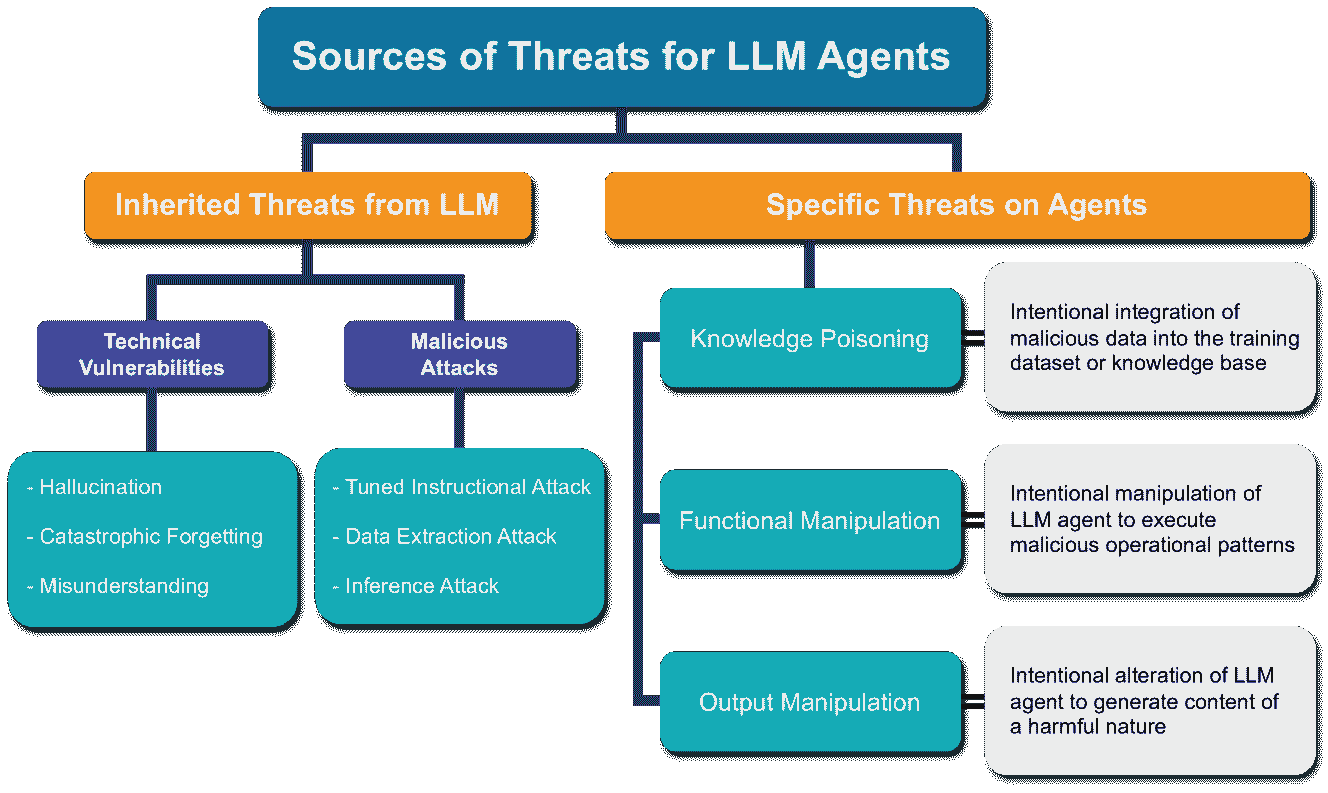 Sources of Threats for LLM Agents
Inherited Threats from LLM
Specific Threats on Agents
Technical
Vulnerabilities
Malicious
Attacks
- Hallucination
- Catastrophic Forgetting
- Misunderstanding
- Tuned Instructional Attack
- Data Extraction Attack
- Inference Attack
Knowledge Poisoning
Intentional integration of
malicious data into the training
dataset or knowledge base
Functional Manipulation
Intentional manipulation of
LLM agent to execute
malicious operational patterns
Output Manipulation
Intentional alteration of LLM
agent to generate content of
a harmful nature